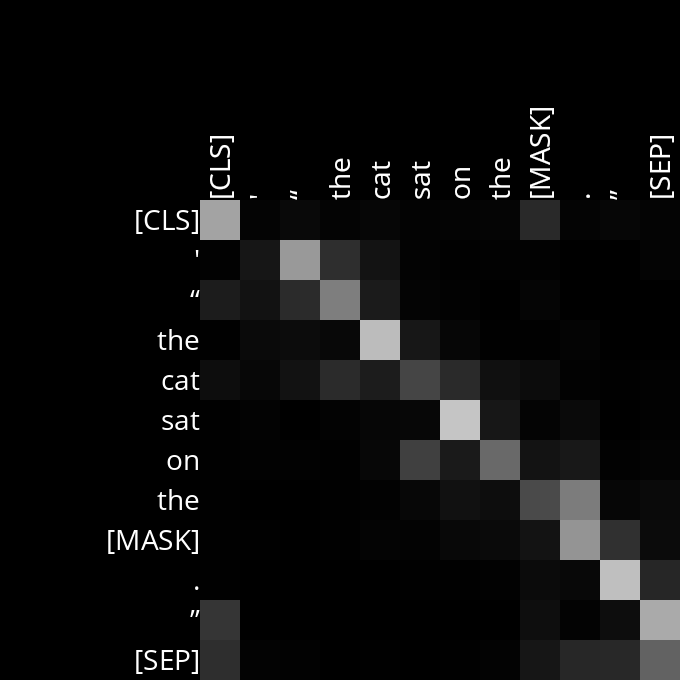 [CLS] ' “ the cat sat on the [MASK] . ” [SEP]
[CLS]
'
“
the
cat
sat
on
the
[MASK]
.
”
[SEP]